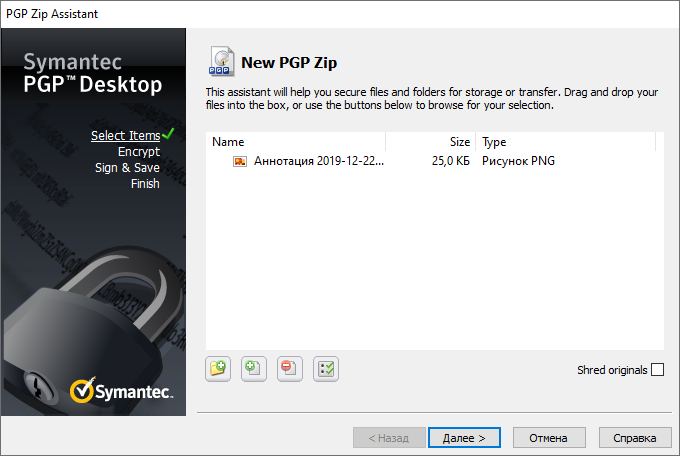 PGP Zip Assistant
Symantec
PGP™ Desktop
Select Items
Encrypt
Sign & Save
Finish
Symantec™
New PGP Zip
This assistant will help you secure files and folders for storage or transfer. Drag and drop your
files into the box, or use the buttons below to browse for your selection.
Name Size Type
Аннотация 2019-12-22... 25,0 КБ Рисунок PNG
Shred originals
< Назад Далее > Отмена Справка